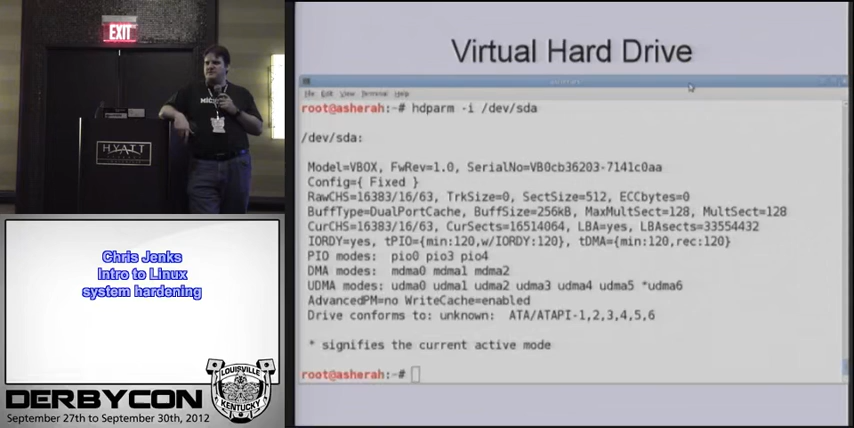 EXIT
HYATT
Chris Jenks
Intro to Linux
system hardening
LOUISVILLE
KENTUCKY
DERBYCON
September 27th to September 30th, 2012
Virtual Hard Drive
File Edit View Terminal Help
root@asherah:~# hdparm -i /dev/sda
/dev/sda:
Model=VBOX, FwRev=1.0, SerialNo=VB0cb36203-7141c0aa
Config={ Fixed }
RawCHS=16383/16/63, TrkSize=0, SectSize=512, ECCbytes=0
BuffType=DualPortCache, BuffSize=256kB, MaxMultSect=128, MultSect=128
CurCHS=16383/16/63, CurSects=16514064, LBA=yes, LBAsects=33554432
IORDY=yes, tPIO={min:120,w/IORDY:120}, tDMA={min:120,rec:120}
PIO modes:  pio0 pio3 pio4
DMA modes:  mdma0 mdma1 mdma2
UDMA modes: udma0 udma1 udma2 udma3 udma4 udma5 *udma6
AdvancedPM=no WriteCache=enabled
Drive conforms to: unknown:  ATA/ATAPI-1,2,3,4,5,6
* signifies the current active mode
root@asherah:~#